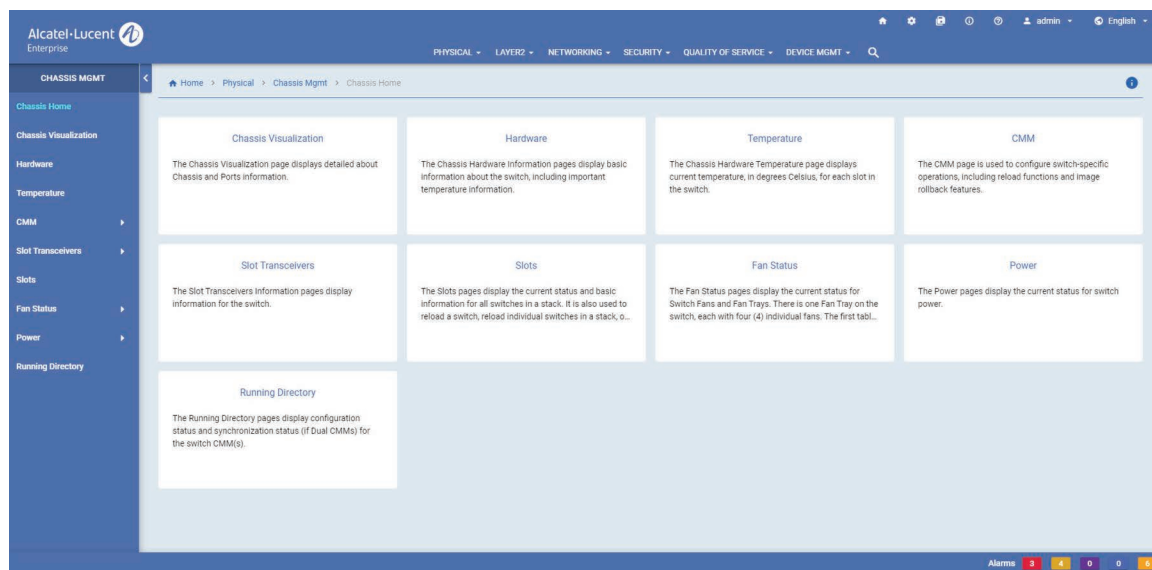 Alcatel·Lucent
Enterprise
admin
English
PHYSICAL
LAYER2
NETWORKING
SECURITY
QUALITY OF SERVICE
DEVICE MGMT
CHASSIS MGMT
Home > Physical > Chassis Mgmt > Chassis Home
Chassis Home
Chassis Visualization
Hardware
Temperature
CMM
Slot Transceivers
Slots
Fan Status
Power
Running Directory
Chassis Visualization
The Chassis Visualization page displays detailed about
Chassis and Ports information.
Hardware
The Chassis Hardware Information pages display basic
information about the switch, including important
temperature information.
Temperature
The Chassis Hardware Temperature page displays
current temperature, in degrees Celsius, for each slot in
the switch.
CMM
The CMM page is used to configure switch-specific
operations, including reload functions and image
rollback features.
Slot Transceivers
The Slot Transceivers Information pages display
information for the switch.
Slots
The Slots pages display the current status and basic
information for all switches in a stack. It is also used to
reload a switch, reload individual switches in a stack, o...
Fan Status
The Fan Status pages display the current status for
Switch Fans and Fan Trays. There is one Fan Tray on the
switch, each with four (4) individual fans. The first tabl...
Power
The Power pages display the current status for switch
power.
Running Directory
The Running Directory pages display configuration
status and synchronization status (if Dual CMMs) for
the switch CMM(s).
Alarms 3 4 0 0 6